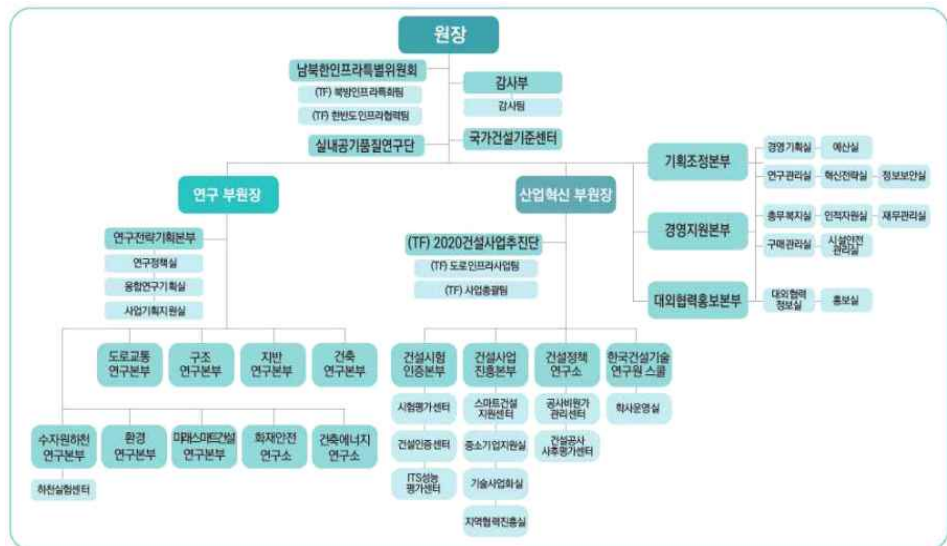 원장
남북한인프라특별위원회
(TF) 북방인프라특화팀
(TF) 한반도인프라협력팀
감사부
감사팀
실내공기품질연구단
국가건설기준센터
기획조정본부
경영기획실
예산실
연구관리실
혁신전략실
정보보안실
경영지원본부
총무복지실
인적자원실
재무관리실
구매관리실
시설안전
관리실
대외협력홍보본부
대외협력
정보실
홍보실
연구 부원장
산업혁신 부원장
연구전략기획본부
연구정책실
융합연구기획실
사업기획지원실
(TF) 2020건설사업추진단
(TF) 도로인프라사업팀
(TF) 사업총괄팀
도로교통
연구본부
구조
연구본부
지반
연구본부
건축
연구본부
수자원하천
연구본부
하천실험센터
환경
연구본부
미래스마트건설
연구본부
화재안전
연구소
건축에너지
연구소
건설시험
인증본부
시험평가센터
건설인증센터
ITS성능
평가센터
건설사업
진흥본부
스마트건설
지원센터
중소기업지원실
기술사업화실
지역협력진흥실
건설정책
연구소
공사비원가
관리센터
건설공사
사후평가센터
한국건설기술
연구원 스쿨
학사운영실